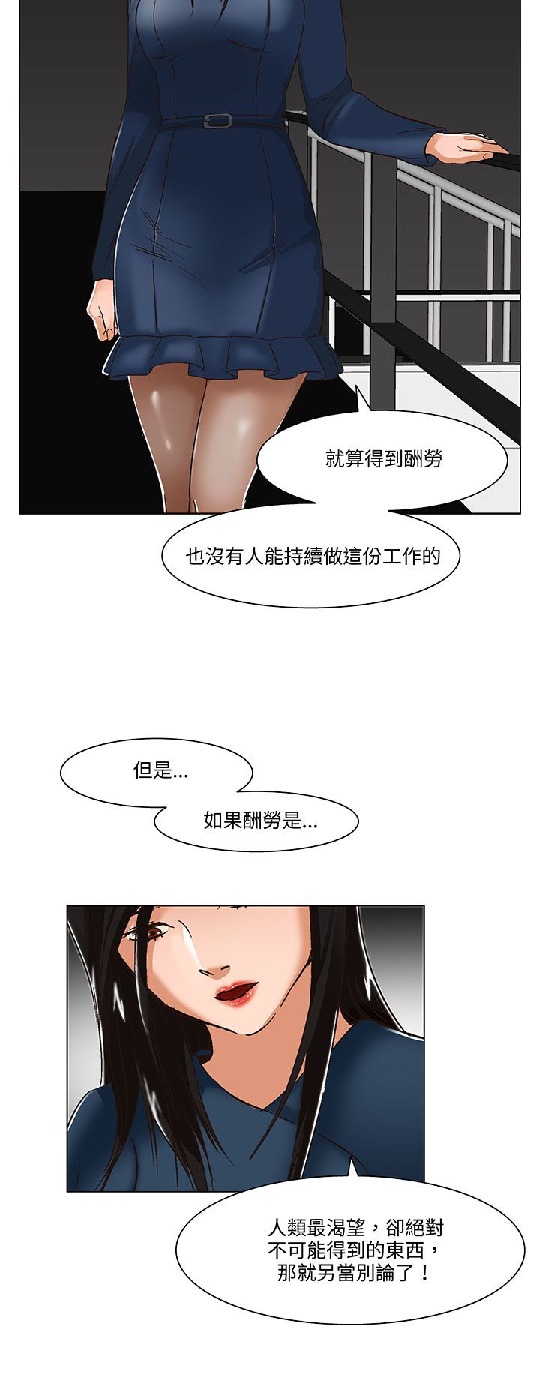 就算得到酬勞
也沒有人能持續做這份工作的
但是...
如果酬勞是...
人類最渴望，卻絕對
不可能得到的東西，
那就另當別論了！